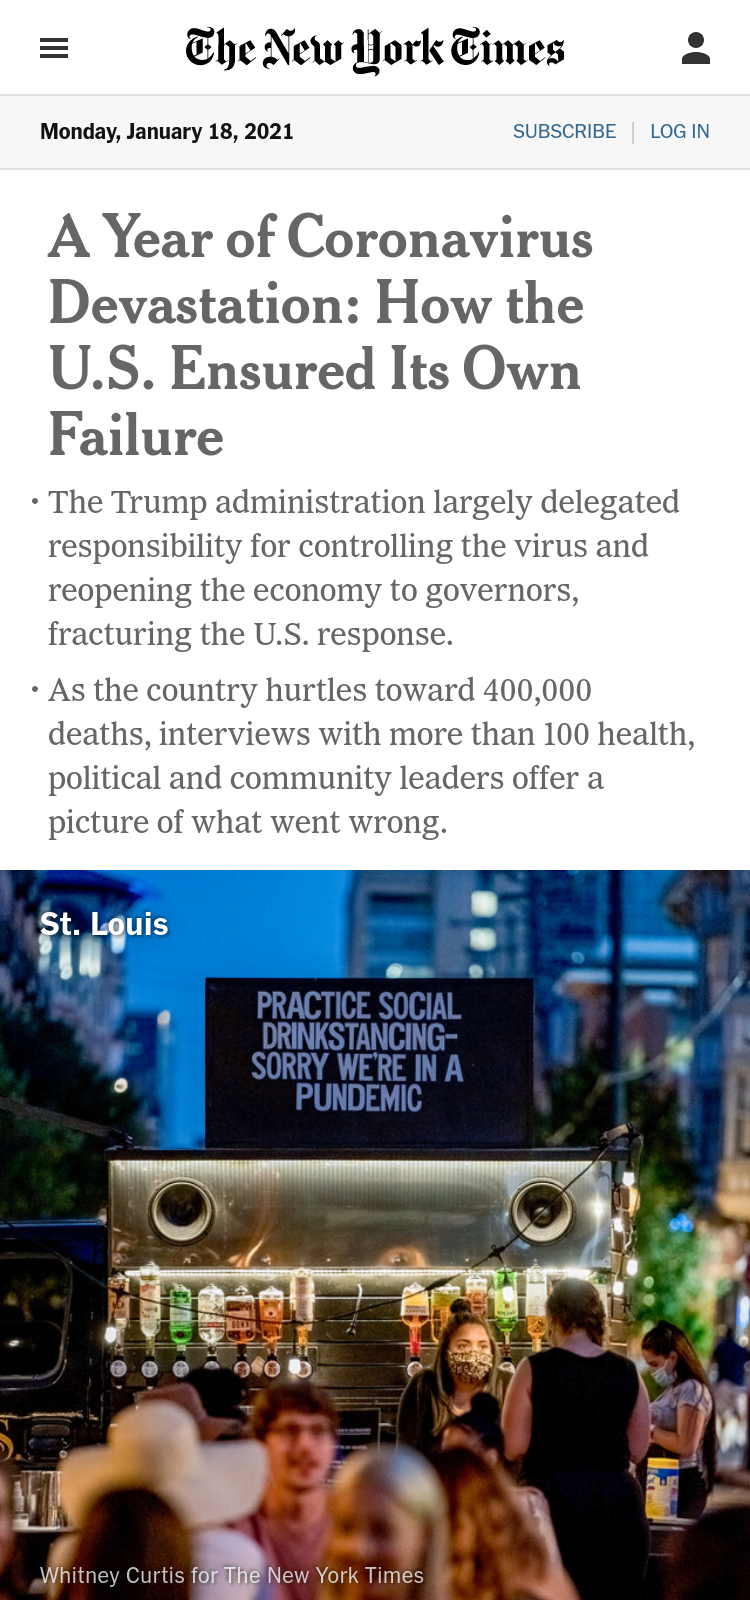 The New York Times
Monday, January 18, 2021
SUBSCRIBE | LOG IN
A Year of Coronavirus
Devastation: How the
U.S. Ensured Its Own
Failure
• The Trump administration largely delegated
responsibility for controlling the virus and
reopening the economy to governors,
fracturing the U.S. response.
• As the country hurtles toward 400,000
deaths, interviews with more than 100 health,
political and community leaders offer a
picture of what went wrong.
St. Louis
PRACTICE SOCIAL
DRINKSTANCING–
SORRY WE'RE IN A
PUNDEMIC
Whitney Curtis for The New York Times